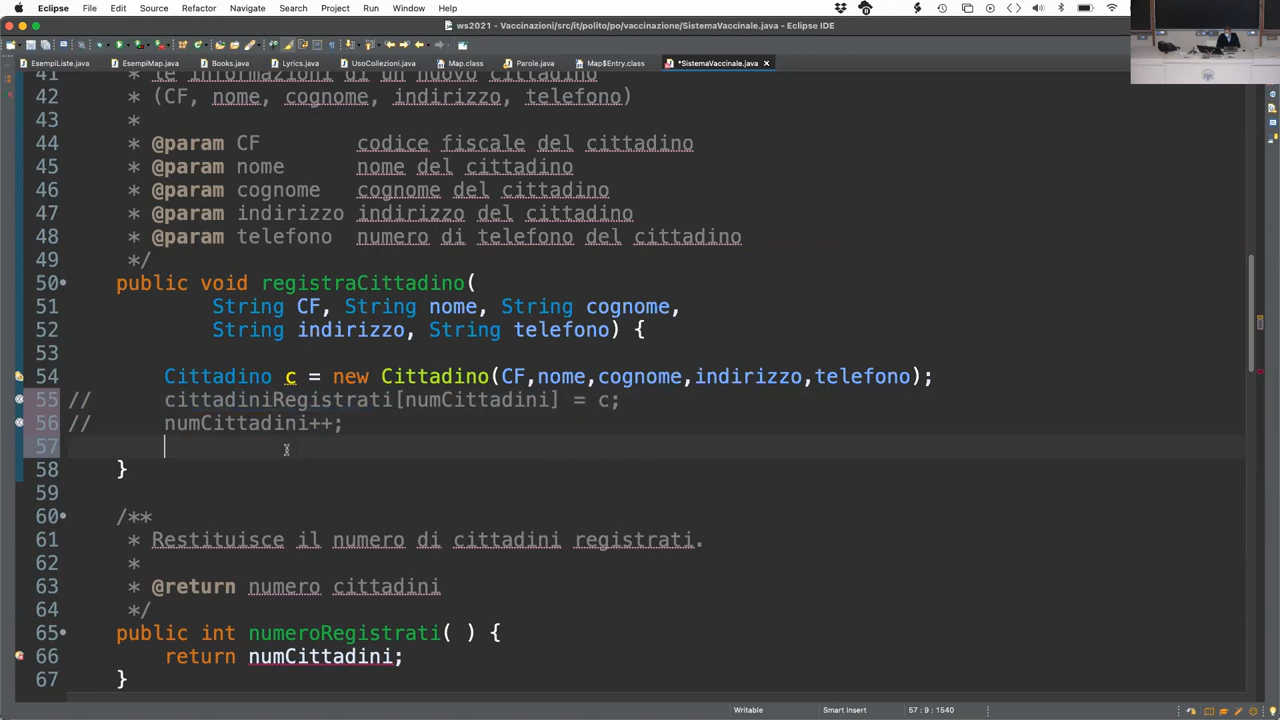 Eclipse File Edit Source Refactor Navigate Search Project Run Window Help
ws2021 - Vaccinazioni/src/it/polito/po/vaccinazione/SistemaVaccinale.java - Eclipse IDE
EsempiListe.java EsempiMap.java Books.java Lyrics.java UsoCollezioni.java Map.class Parole.java Map$Entry.class *SistemaVaccinale.java
41 * le informazioni di un nuovo cittadino
42 * (CF, nome, cognome, indirizzo, telefono)
43 *
44 * @param CF codice fiscale del cittadino
45 * @param nome nome del cittadino
46 * @param cognome cognome del cittadino
47 * @param indirizzo indirizzo del cittadino
48 * @param telefono numero di telefono del cittadino
49 */
50 public void registraCittadino(
51 String CF, String nome, String cognome,
52 String indirizzo, String telefono) {
53
54 Cittadino c = new Cittadino(CF,nome,cognome,indirizzo,telefono);
55 // cittadiniRegistrati[numCittadini] = c;
56 // numCittadini++;
57
58 }
59
60 /**
61 * Restituisce il numero di cittadini registrati.
62 *
63 * @return numero cittadini
64 */
65 public int numeroRegistrati( ) {
66 return numCittadini;
67 }
Writable Smart Insert 57 : 9 : 1540